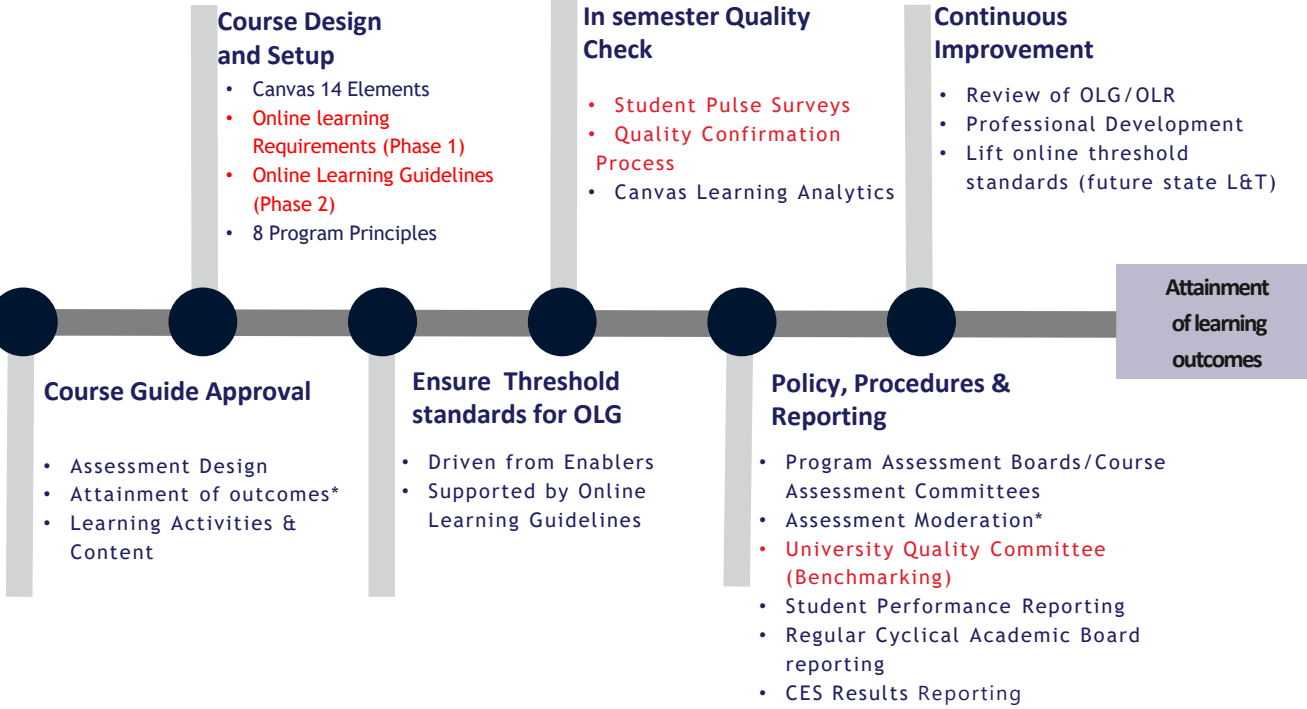 Course Design
and Setup
• Canvas 14 Elements
• Online learning
Requirements (Phase 1)
• Online Learning Guidelines
(Phase 2)
• 8 Program Principles
In semester Quality
Check
• Student Pulse Surveys
• Quality Confirmation
Process
• Canvas Learning Analytics
Continuous
Improvement
• Review of OLG/OLR
• Professional Development
• Lift online threshold
standards (future state L&T)
Attainment
of learning
outcomes
Course Guide Approval
• Assessment Design
• Attainment of outcomes*
• Learning Activities &
Content
Ensure Threshold
standards for OLG
• Driven from Enablers
• Supported by Online
Learning Guidelines
Policy, Procedures &
Reporting
• Program Assessment Boards/Course
Assessment Committees
• Assessment Moderation*
• University Quality Committee
(Benchmarking)
• Student Performance Reporting
• Regular Cyclical Academic Board
reporting
• CES Results Reporting